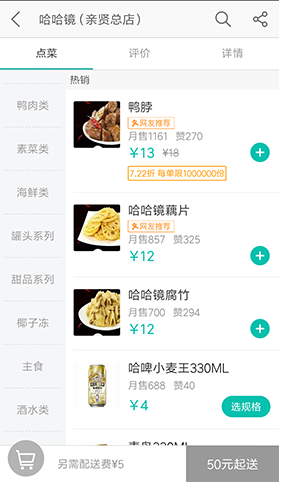 哈哈镜（亲贤总店）
点菜
评价
详情
热销
鸭肉类
素菜类
海鲜类
罐头系列
甜品系列
椰子冻
主食
酒水类
鸭脖
网友推荐
月售1161 赞270
¥13 ¥18
7.22折 每单限1000000份
哈哈镜藕片
网友推荐
月售857 赞325
¥12
哈哈镜腐竹
月售700 赞294
¥12
哈啤小麦王330ML
月售688 赞40
¥4
选规格
另需配送费¥5
50元起送